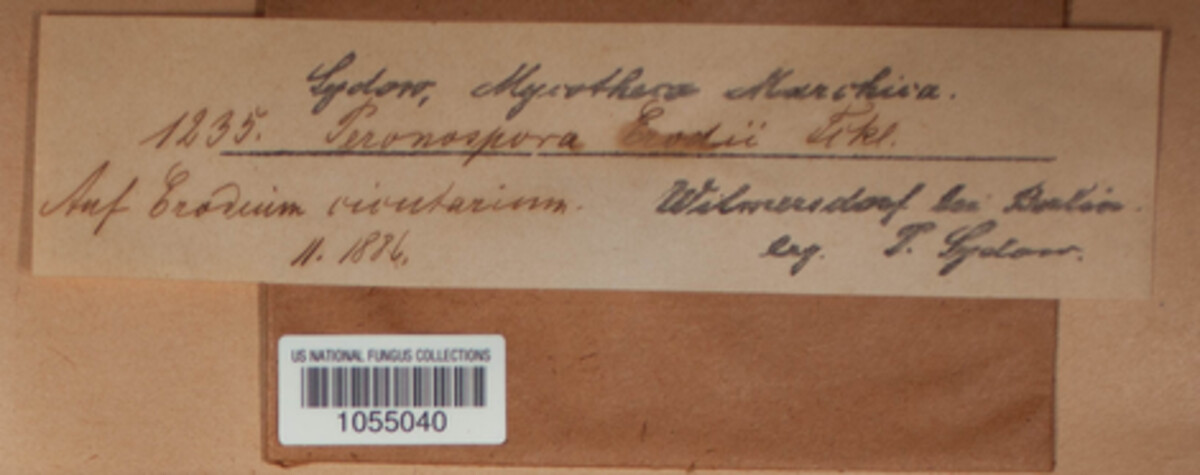 Sydow, Mycotheca Marchica.
1235. Peronospora Erodii Fckl.
Auf Erodium cicutarium. Wilmersdorf bei Berlin.
11. 1886. leg. P. Sydow.
US NATIONAL FUNGUS COLLECTIONS
1055040